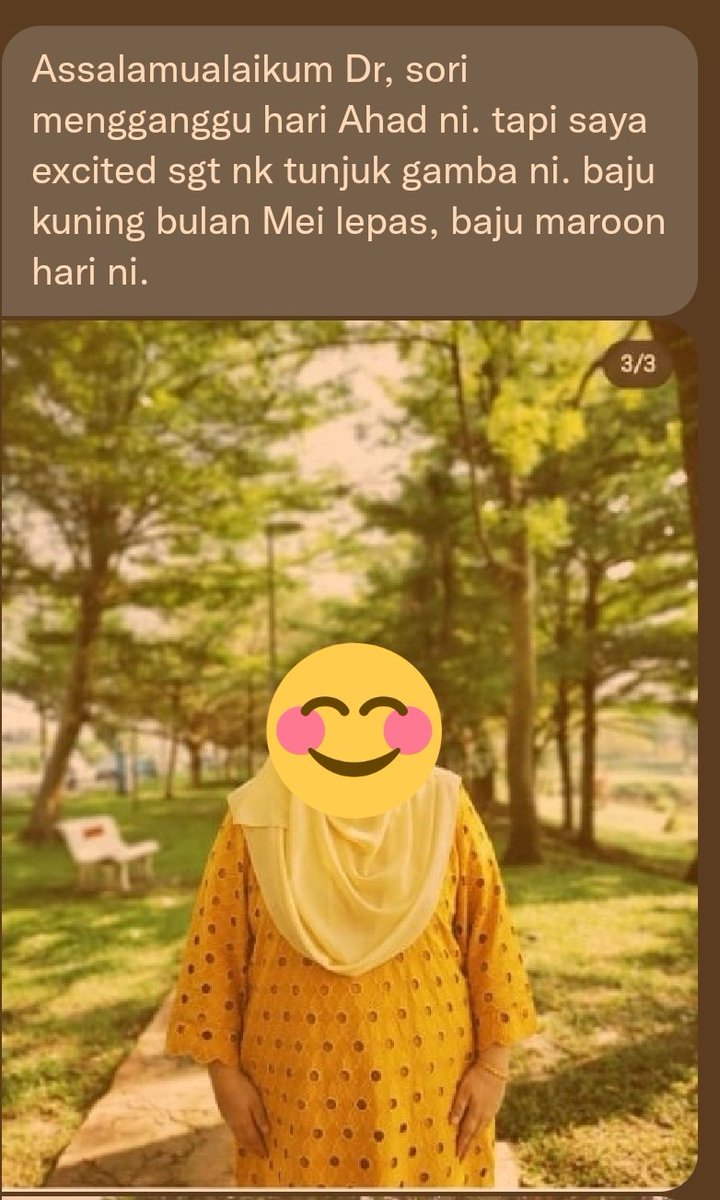 Assalamualaikum Dr, sori
mengganggu hari Ahad ni. tapi saya
excited sgt nk tunjuk gamba ni. baju
kuning bulan Mei lepas, baju maroon
hari ni.
3/3